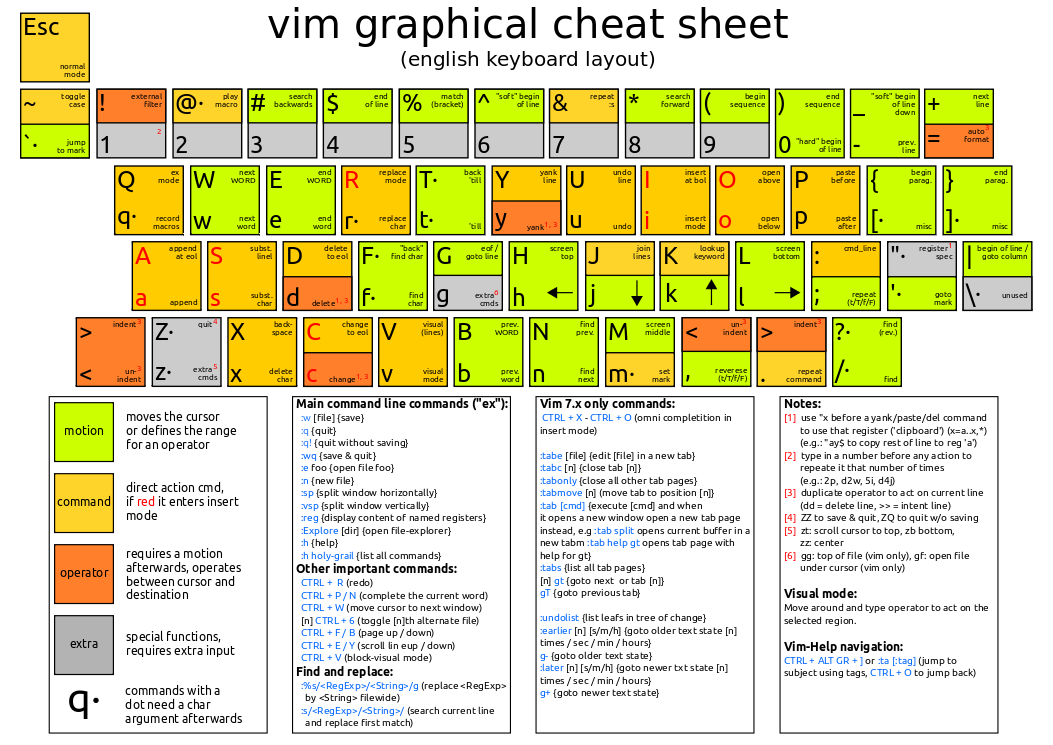 vim graphical cheat sheet
(english keyboard layout)
Esc
normal
mode
~ toggle
case
`· jump
to mark
! external
filter
1 2
@· play
macro
2
# search
backwards
3
$ end
of line
4
% match
(bracket)
5
^ "soft" begin
of line
6
& repeat
:s
7
* search
forward
8
( begin
sequence
9
) end
sequence
0 "hard" begin
of line
_ "soft" begin
of line
down
- prev.
line
+ next
line
= auto3
format
Q ex
mode
q· record
macros
W next
WORD
w next
word
E end
WORD
e end
word
R replace
mode
r· replace
char
T· back
'till
t· 'till
Y yank
line
y yank1, 3
U undo
line
u undo
I insert
at bol
i insert
mode
O open
above
o open
below
P paste
before
p paste
after
{ begin
parag.
[· misc
} end
parag.
]· misc
A append
at eol
a append
S subst.
linel
s subst.
char
D delete
to eol
d delete1, 3
F· "back"
find char
f· find
char
G eof /
goto line
g extra6
cmds
H screen
top
h ←
J join
lines
j ↓
K lookup
keyword
k ↑
L screen
bottom
l →
: cmd_line
; repeat
(t/T/f/F)
"· register1
spec
'· goto
mark
| begin of line /
goto column
\· unused
> indent3
< un-3
indent
Z· quit4
z· extra5
cmds
X back-
space
x delete
char
C change
to eol
c change1, 3
V visual
(lines)
v visual
mode
B prev.
WORD
b prev.
word
N find
prev.
n find
next
M screen
middle
m· set
mark
< un-3
indent
, reverese
(t/T/f/F)
> indent3
. repeat
command
?· find
(rev.)
/· find
motion
moves the cursor
or defines the range
for an operator
command
direct action cmd,
if red it enters insert
mode
operator
requires a motion
afterwards, operates
between cursor and
destination
extra
special functions,
requires extra input
q·
commands with a
dot need a char
argument afterwards
Main command line commands ("ex"):
:w [file] {save}
:q {quit}
:q! {quit without saving}
:wq {save & quit}
:e foo {open file foo}
:n {new file}
:sp {split window horizontally}
:vsp {split window vertically}
:reg {display content of named registers}
:Explore [dir] {open file-explorer}
:h {help}
:h holy-grail {list all commands}
Other important commands:
CTRL + R (redo)
CTRL + P / N (complete the current word)
CTRL + W (move cursor to next window)
[n] CTRL + 6 (toggle [n]th alternate file)
CTRL + F / B (page up / down)
CTRL + E / Y (scroll lin eup / down)
CTRL + V (block-visual mode)
Find and replace:
:%s/<RegExp>/<String>/g (replace <RegExp>
by <String> filewide)
:s/<RegExp>/<String>/ (search current line
and replace first match)
Vim 7.x only commands:
CTRL + X - CTRL + O (omni completition in
insert mode)
:tabe [file] {edit [file] in a new tab}
:tabc [n] {close tab [n]}
:tabonly {close all other tab pages}
:tabmove [n] (move tab to position [n]}
:tab [cmd] {execute [cmd] and when
it opens a new window open a new tab page
instead, e.g :tab split opens current buffer in a
new tabm :tab help gt opens tab page with
help for gt}
:tabs {list all tab pages}
[n] gt {goto next or tab [n]}
gT {goto previous tab}
:undolist {list leafs in tree of change}
:earlier [n] [s/m/h] {goto older text state [n]
times / sec / min / hours}
g- {goto older text state}
:later [n] [s/m/h] {goto newer txt state [n]
times / sec / min / hours}
g+ {goto newer text state}
Notes:
[1] use "x before a yank/paste/del command
to use that register ('clipboard') (x=a..x,*)
(e.g.: "ay$ to copy rest of line to reg 'a')
[2] type in a number before any action to
repeate it that number of times
(e.g.: 2p, d2w, 5i, d4j)
[3] duplicate operator to act on current line
(dd = delete line, >> = intent line)
[4] ZZ to save & quit, ZQ to quit w/o saving
[5] zt: scroll cursor to top, zb bottom,
zz: center
[6] gg: top of file (vim only), gf: open file
under cursor (vim only)
Visual mode:
Move around and type operator to act on the
selected region.
Vim-Help navigation:
CTRL + ALT GR + ] or :ta [:tag] (jump to
subject using tags, CTRL + O to jump back)